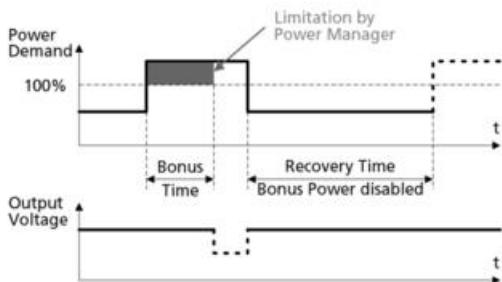 Limitation by
Power Manager
Power
Demand
100%
t
Bonus
Time
Recovery Time
Bonus Power disabled
Output
Voltage
t